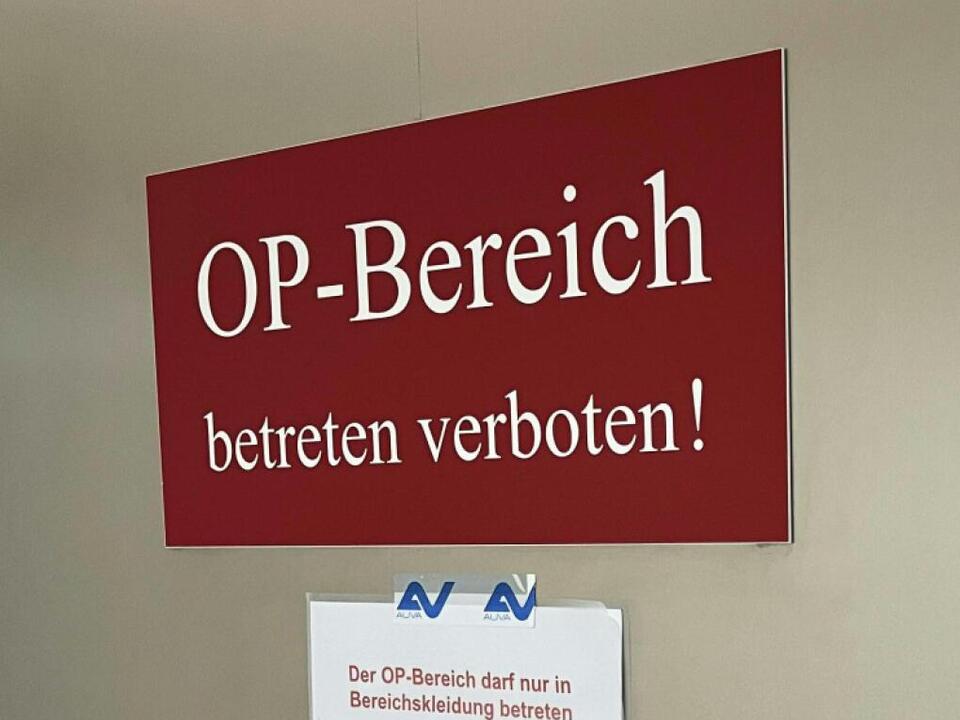 OP-Bereich
betreten verboten!
AUVA AUVA
Der OP-Bereich darf nur in
Bereichskleidung betreten